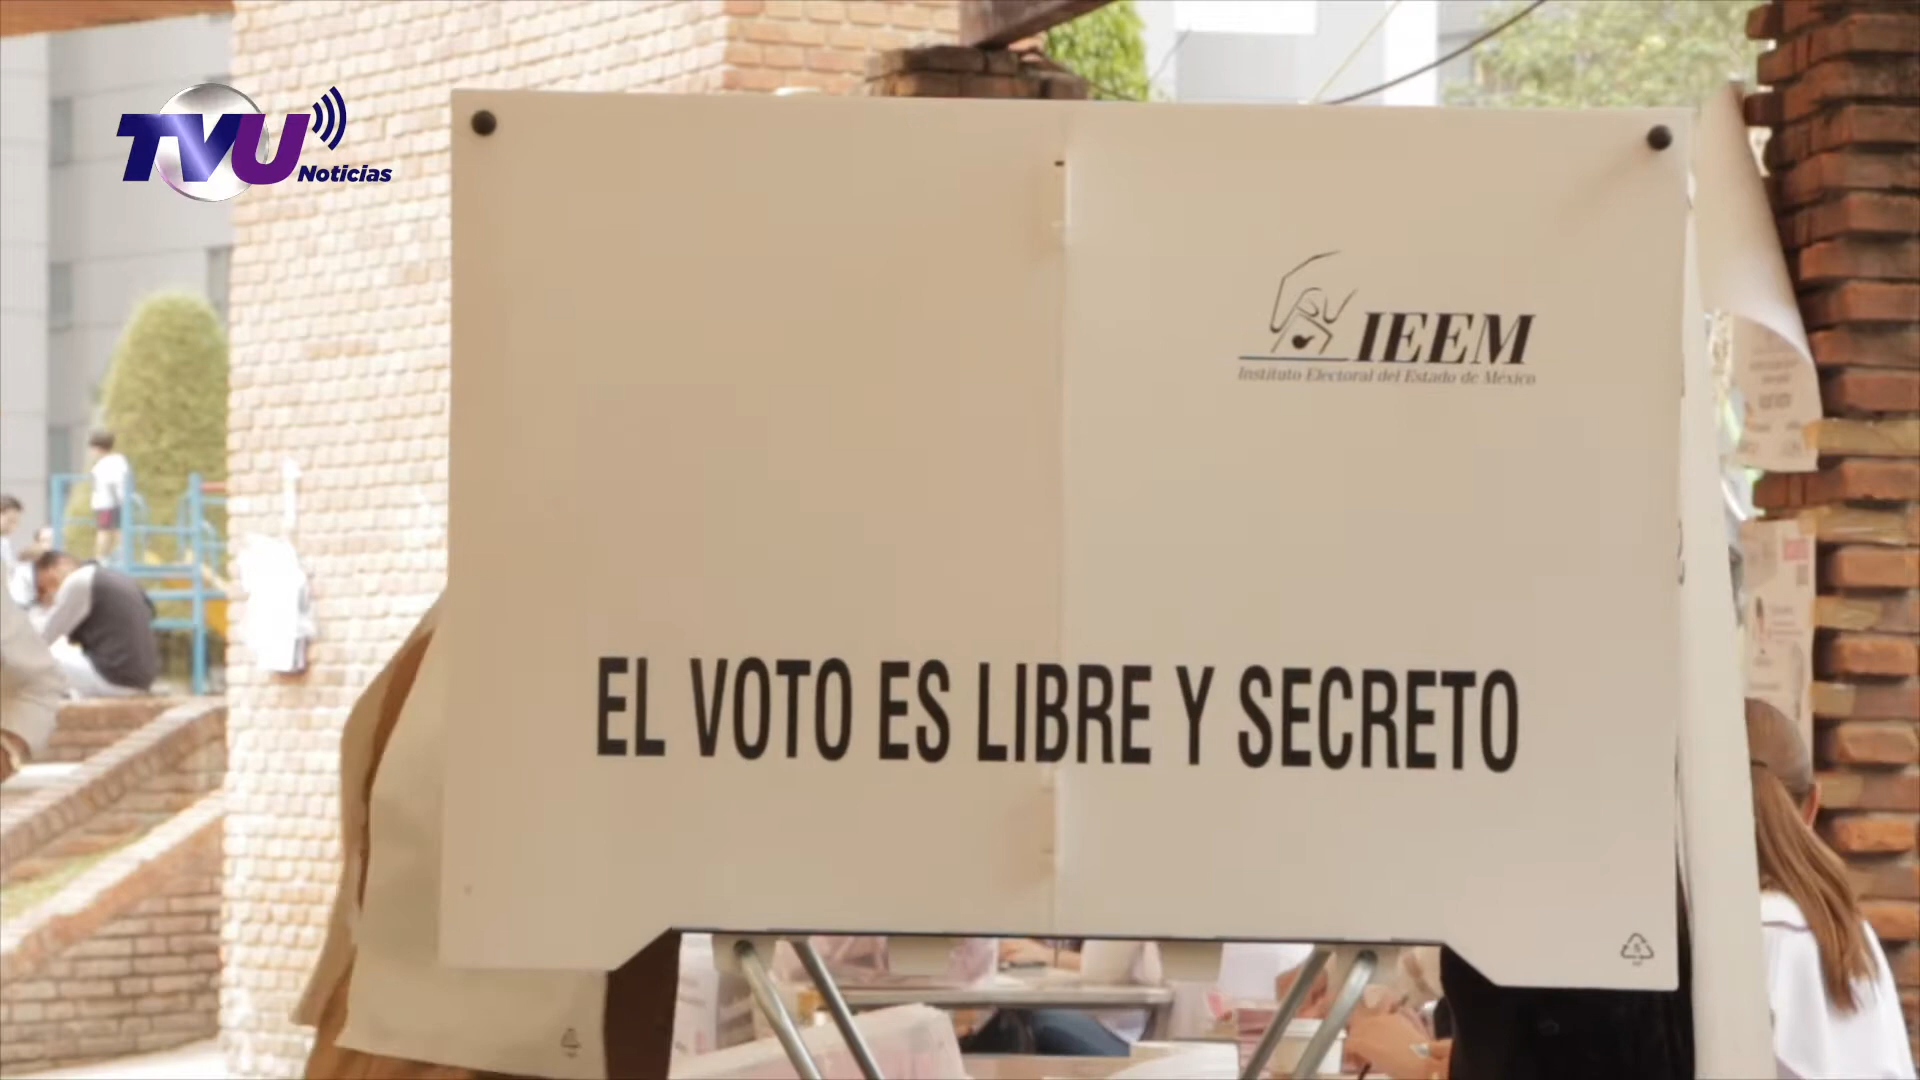 TVU
Noticias
IEEM
Instituto Electoral del Estado de México
EL VOTO ES LIBRE Y SECRETO